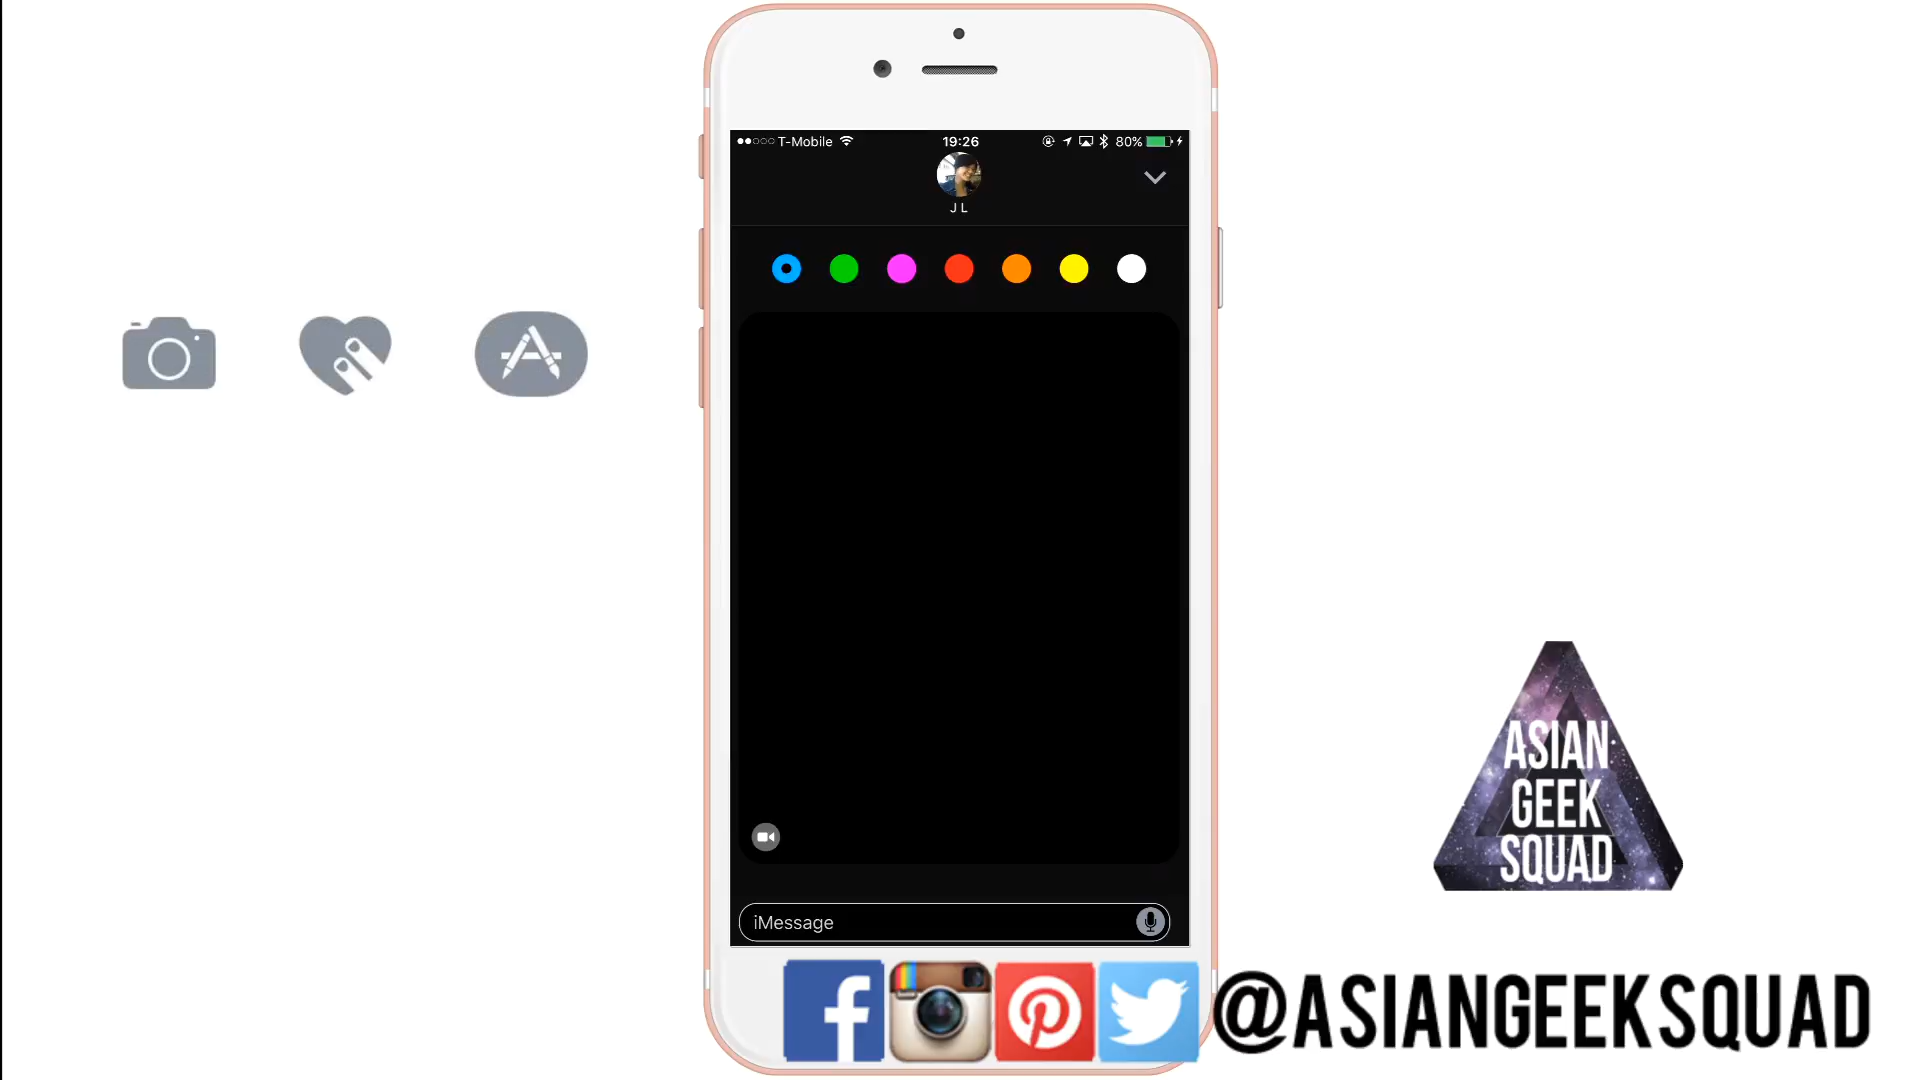 T-Mobile 19:26 80%
J L
iMessage
ASIAN
GEEK
SQUAD
@ASIANGEEKSQUAD